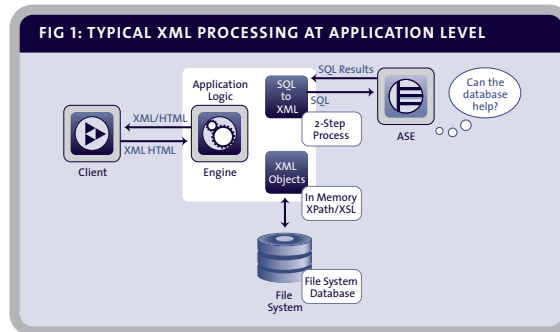 FIG 1: TYPICAL XML PROCESSING AT APPLICATION LEVEL
Application
Logic
SQL
to
XML
SQL Results
SQL
2-Step
Process
ASE
Can the
database
help?
XML/HTML
XML HTML
Client
Engine
XML
Objects
In Memory
XPath/XSL
File System
Database
File
System